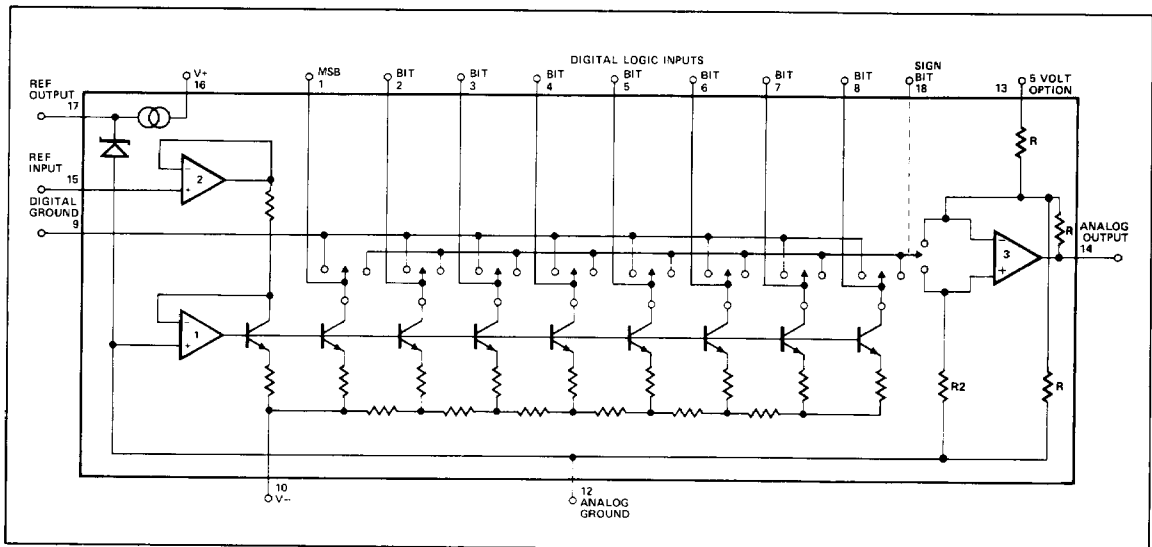 DIGITAL LOGIC INPUTS
V+
16
MSB
1
BIT
2
BIT
3
BIT
4
BIT
5
BIT
6
BIT
7
BIT
8
SIGN
BIT
18
13
5 VOLT
OPTION
REF
OUTPUT
17
REF
INPUT
15
DIGITAL
GROUND
9
2
1
3
−
+
−
+
−
+
R
R
R
R2
ANALOG
OUTPUT
14
10
V−
12
ANALOG
GROUND